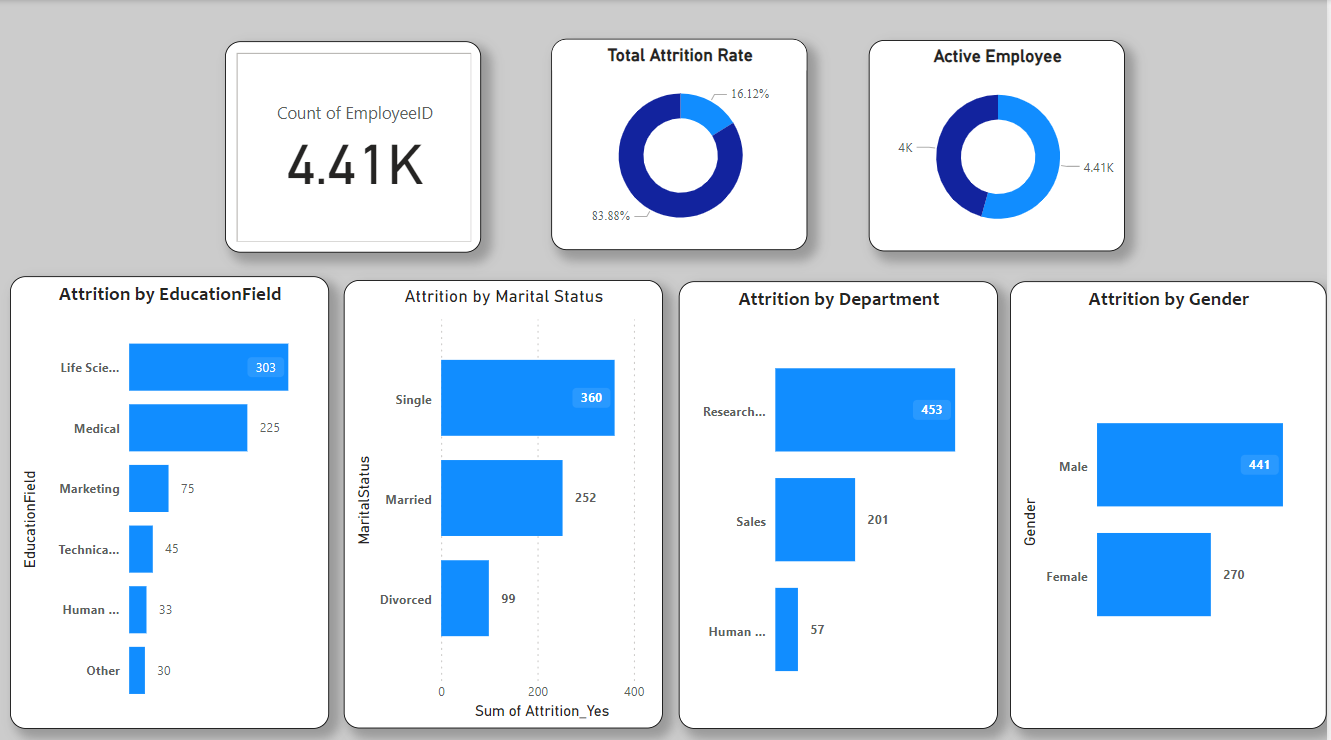 Count of EmployeeID
4.41K
Total Attrition Rate
16.12%
83.88%
Active Employee
4K
4.41K
Attrition by EducationField
EducationField
Life Scie...
303
Medical
225
Marketing
75
Technica...
45
Human ...
33
Other
30
Attrition by Marital Status
MaritalStatus
Single
360
Married
252
Divorced
99
0
200
400
Sum of Attrition_Yes
Attrition by Department
Research...
453
Sales
201
Human ...
57
Attrition by Gender
Gender
Male
441
Female
270